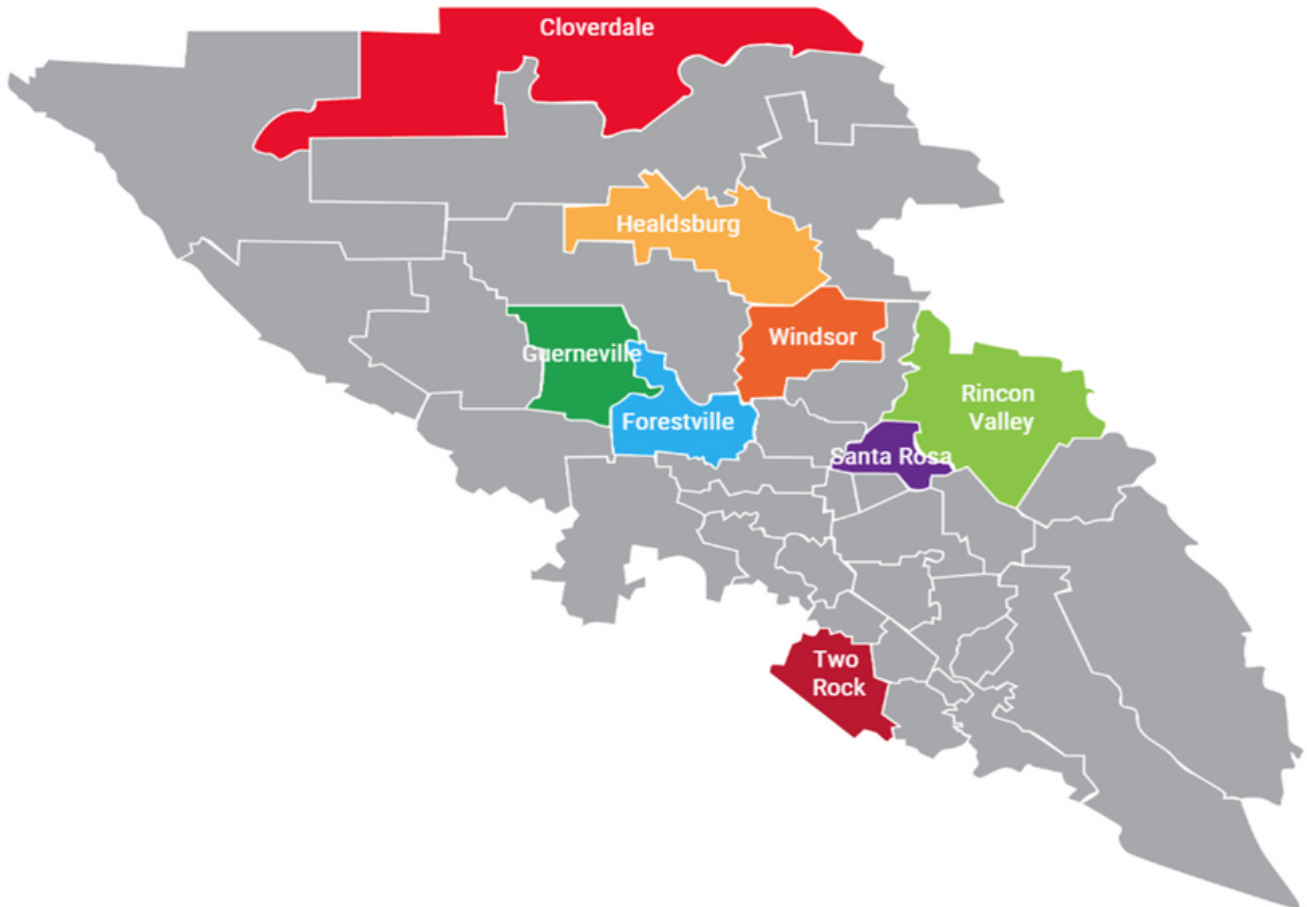 Cloverdale
Healdsburg
Windsor
Guerneville
Rincon
Valley
Forestville
Santa Rosa
Two
Rock